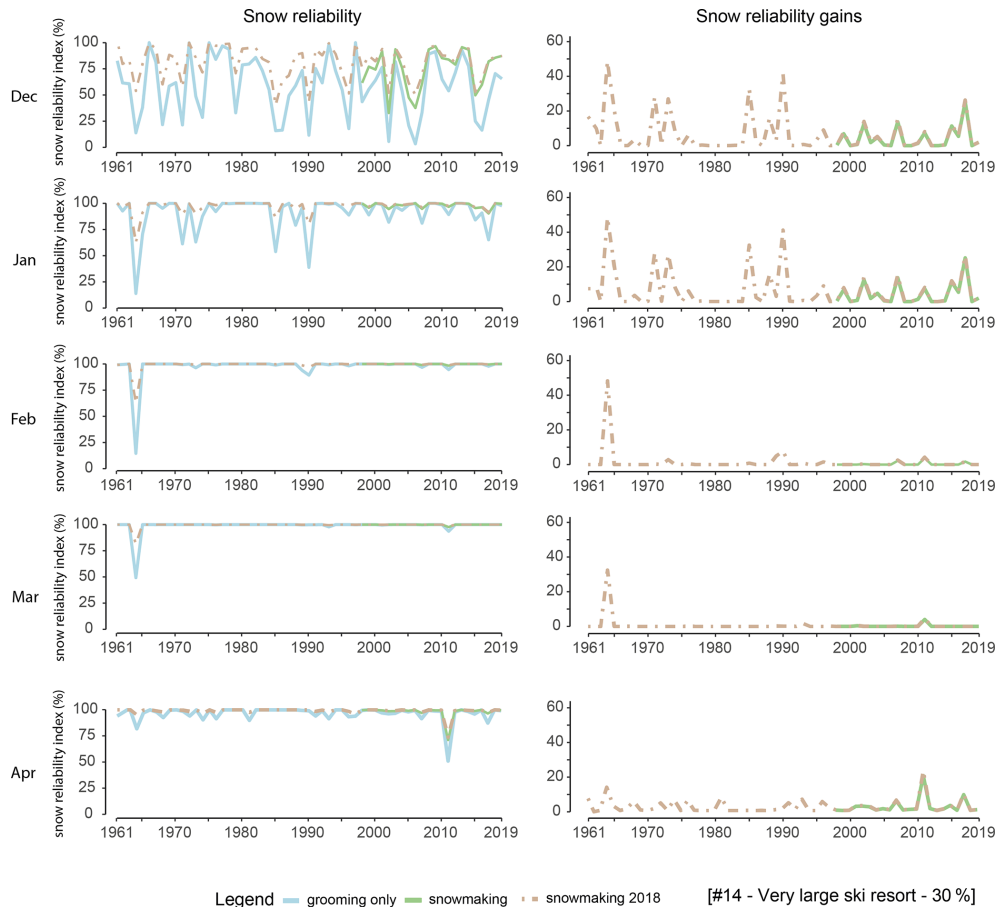 Snow reliability
Snow reliability gains
Dec
snow reliability index (%)
100
75
50
25
0
1961 1970 1980 1990 2000 2010 2019
60
40
20
0
1961 1970 1980 1990 2000 2010 2019
Jan
snow reliability index (%)
100
75
50
25
0
1961 1970 1980 1990 2000 2010 2019
60
40
20
0
1961 1970 1980 1990 2000 2010 2019
Feb
snow reliability index (%)
100
75
50
25
0
1961 1970 1980 1990 2000 2010 2019
60
40
20
0
1961 1970 1980 1990 2000 2010 2019
Mar
snow reliability index (%)
100
75
50
25
0
1961 1970 1980 1990 2000 2010 2019
60
40
20
0
1961 1970 1980 1990 2000 2010 2019
Apr
snow reliability index (%)
100
75
50
25
0
1961 1970 1980 1990 2000 2010 2019
60
40
20
0
1961 1970 1980 1990 2000 2010 2019
Legend grooming only snowmaking snowmaking 2018
[#14 - Very large ski resort - 30 %]